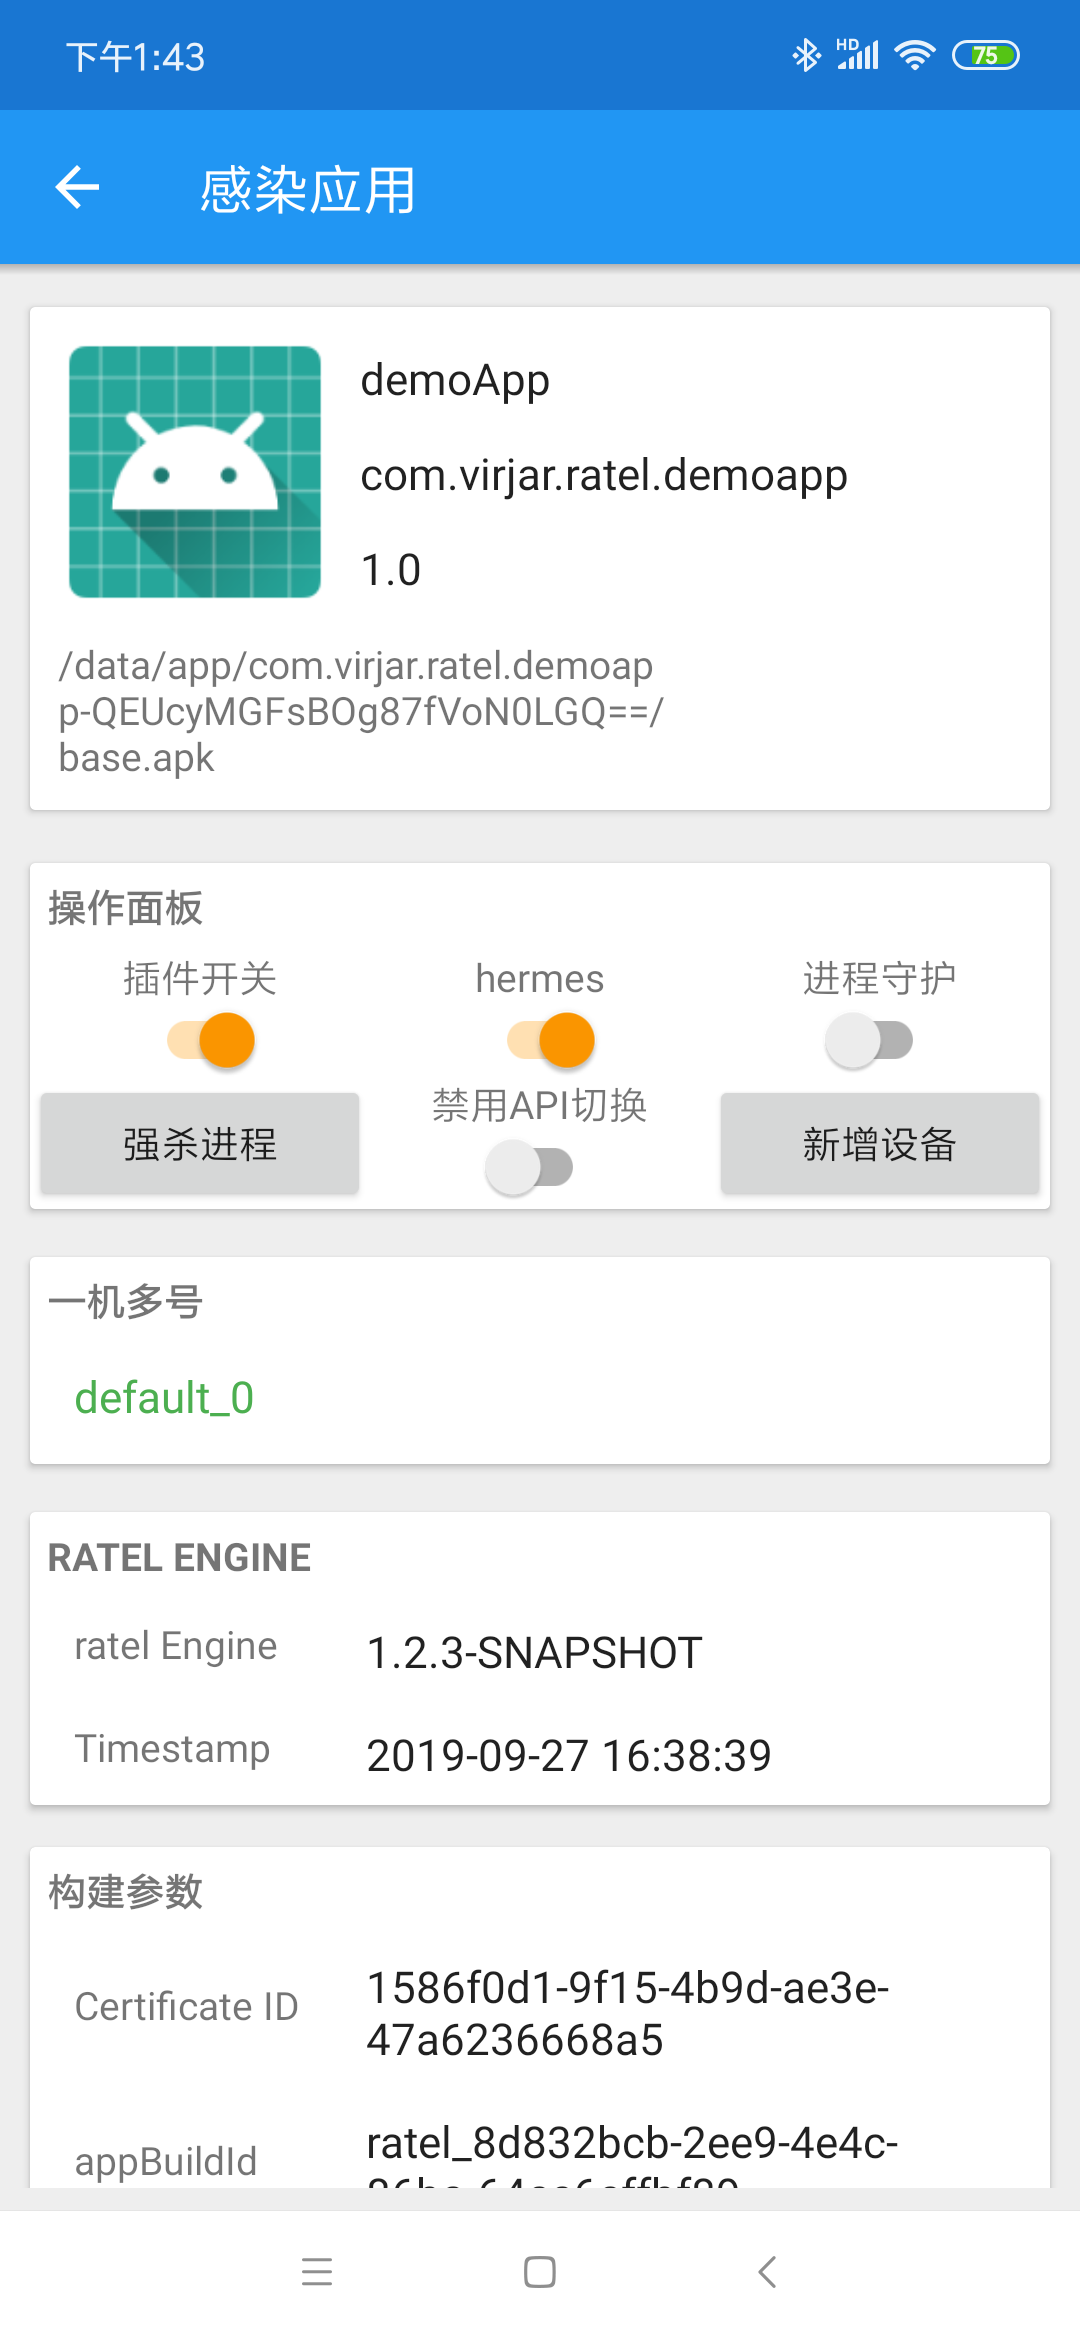 下午1:43
HD
75
感染应用
demoApp
com.virjar.ratel.demoapp
1.0
/data/app/com.virjar.ratel.demoap
p-QEUcyMGFsBOg87fVoN0LGQ==/
base.apk
操作面板
插件开关
hermes
进程守护
强杀进程
禁用API切换
新增设备
一机多号
default_0
RATEL ENGINE
ratel Engine
1.2.3-SNAPSHOT
Timestamp
2019-09-27 16:38:39
构建参数
Certificate ID
1586f0d1-9f15-4b9d-ae3e-
47a6236668a5
appBuildId
ratel_8d832bcb-2ee9-4e4c-